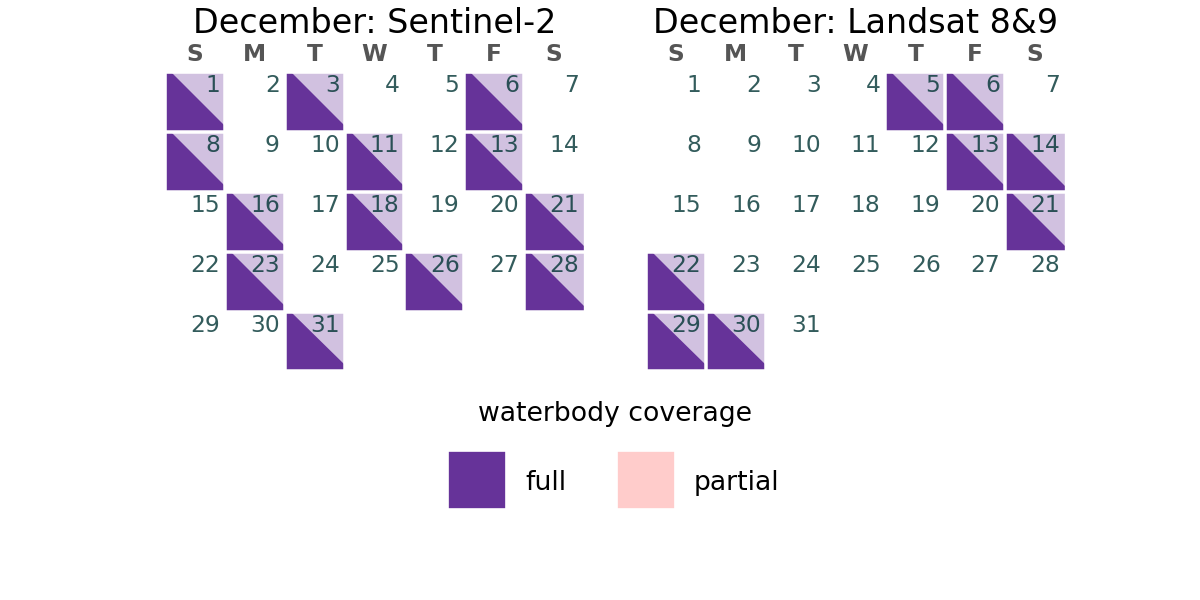 December: Sentinel-2
S M T W T F S
1 2 3 4 5 6 7
8 9 10 11 12 13 14
15 16 17 18 19 20 21
22 23 24 25 26 27 28
29 30 31
December: Landsat 8&9
S M T W T F S
1 2 3 4 5 6 7
8 9 10 11 12 13 14
15 16 17 18 19 20 21
22 23 24 25 26 27 28
29 30 31
waterbody coverage
full partial